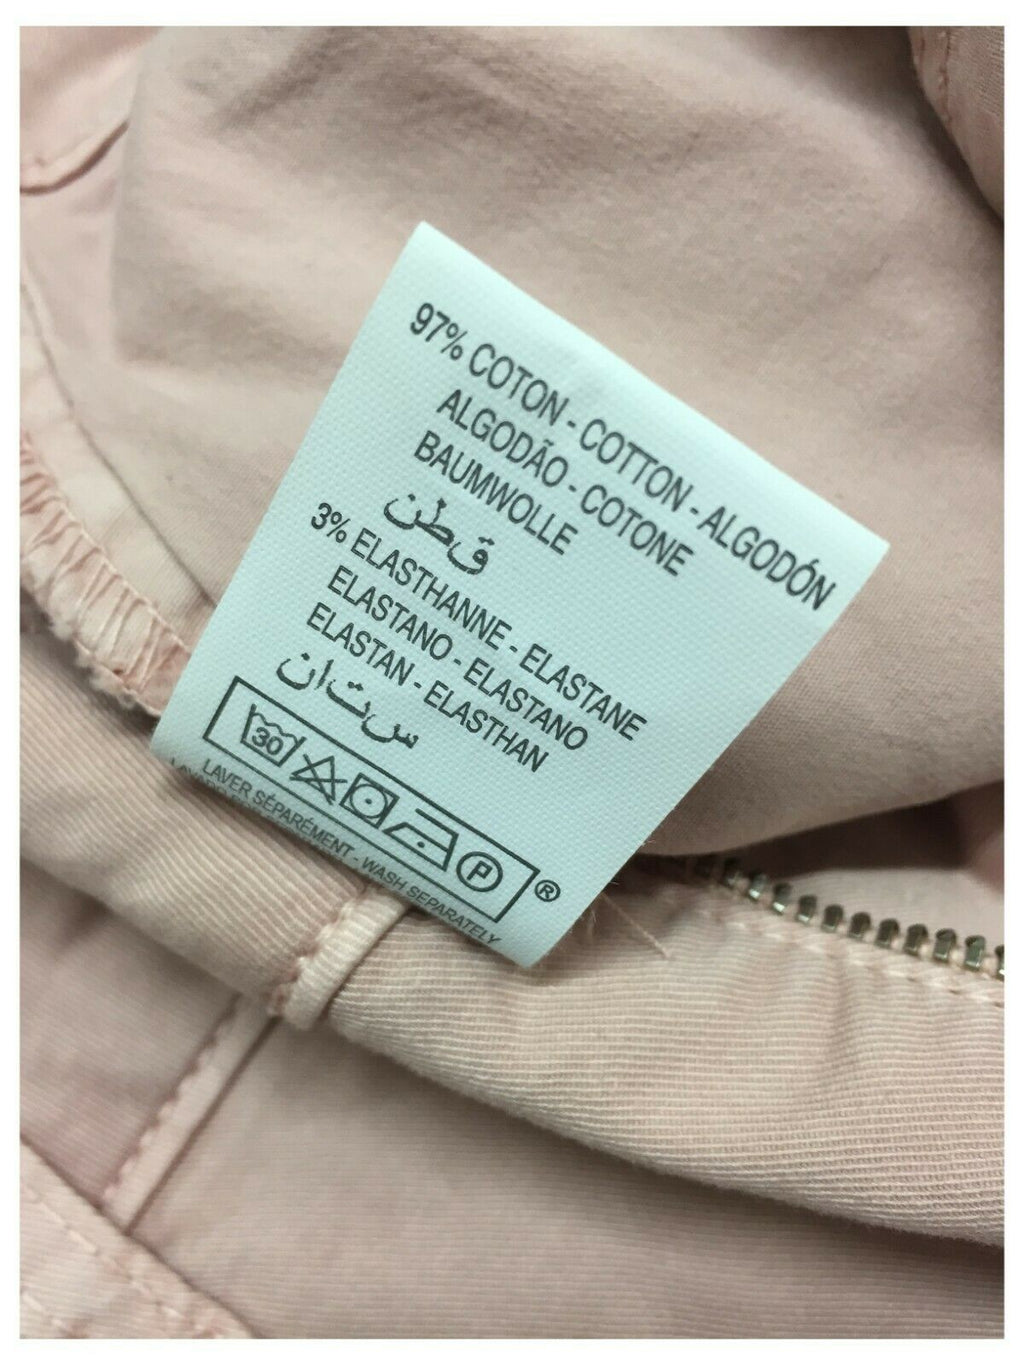 97% COTON - COTTON - ALGODÓN
ALGODÃO - COTONE
BAUMWOLLE
قطن
3% ELASTHANNE - ELASTANE
ELASTANO - ELASTANO
ELASTAN - ELASTHAN
ستان
30 P ®
LAVER SÉPARÉMENT - WASH SEPARATELY